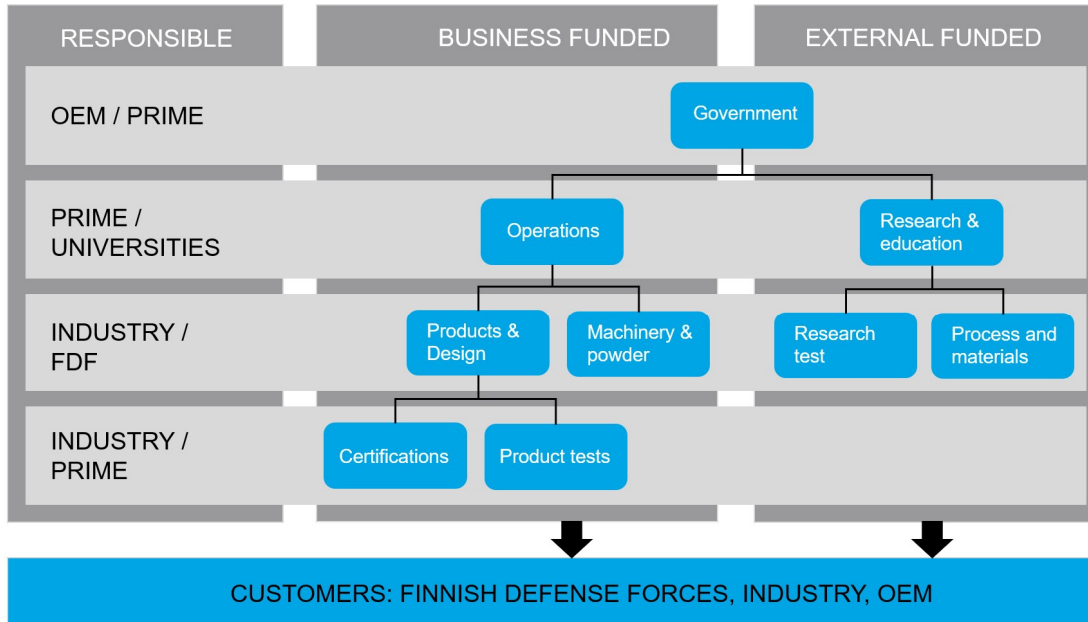 RESPONSIBLE
BUSINESS FUNDED
EXTERNAL FUNDED
OEM / PRIME
Government
PRIME /
UNIVERSITIES
Operations
Research &
education
INDUSTRY /
FDF
Products &
Design
Machinery &
powder
Research
test
Process and
materials
INDUSTRY /
PRIME
Certifications
Product tests
CUSTOMERS: FINNISH DEFENSE FORCES, INDUSTRY, OEM